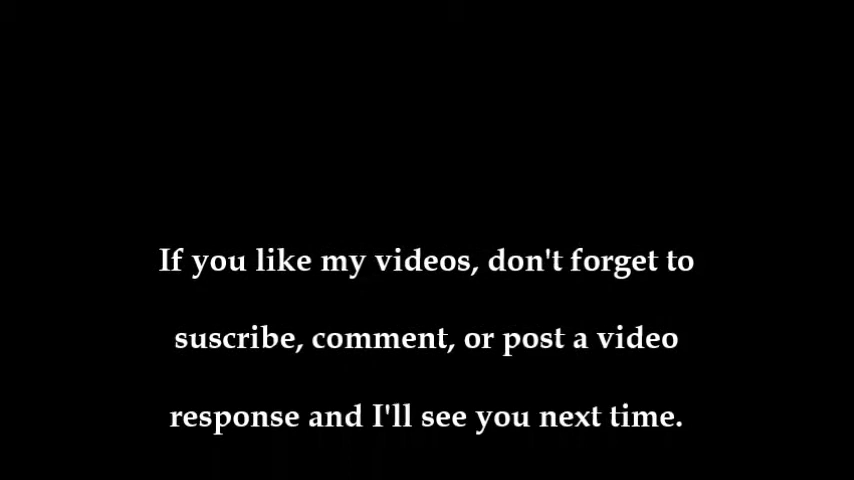 If you like my videos, don't forget to
suscribe, comment, or post a video
response and I'll see you next time.